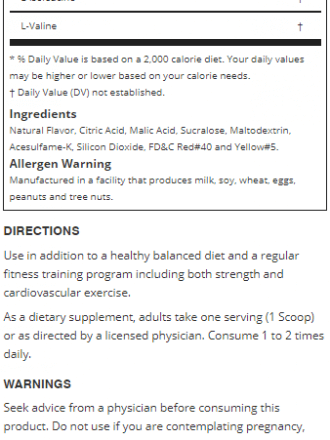 L-Valine †
* % Daily Value is based on a 2,000 calorie diet. Your daily values
may be higher or lower based on your calorie needs.
† Daily Value (DV) not established.
Ingredients
Natural Flavor, Citric Acid, Malic Acid, Sucralose, Maltodextrin,
Acesulfame-K, Silicon Dioxide, FD&C Red#40 and Yellow#5.
Allergen Warning
Manufactured in a facility that produces milk, soy, wheat, eggs,
peanuts and tree nuts.
DIRECTIONS
Use in addition to a healthy balanced diet and a regular
fitness training program including both strength and
cardiovascular exercise.
As a dietary supplement, adults take one serving (1 Scoop)
or as directed by a licensed physician. Consume 1 to 2 times
daily.
WARNINGS
Seek advice from a physician before consuming this
product. Do not use if you are contemplating pregnancy,